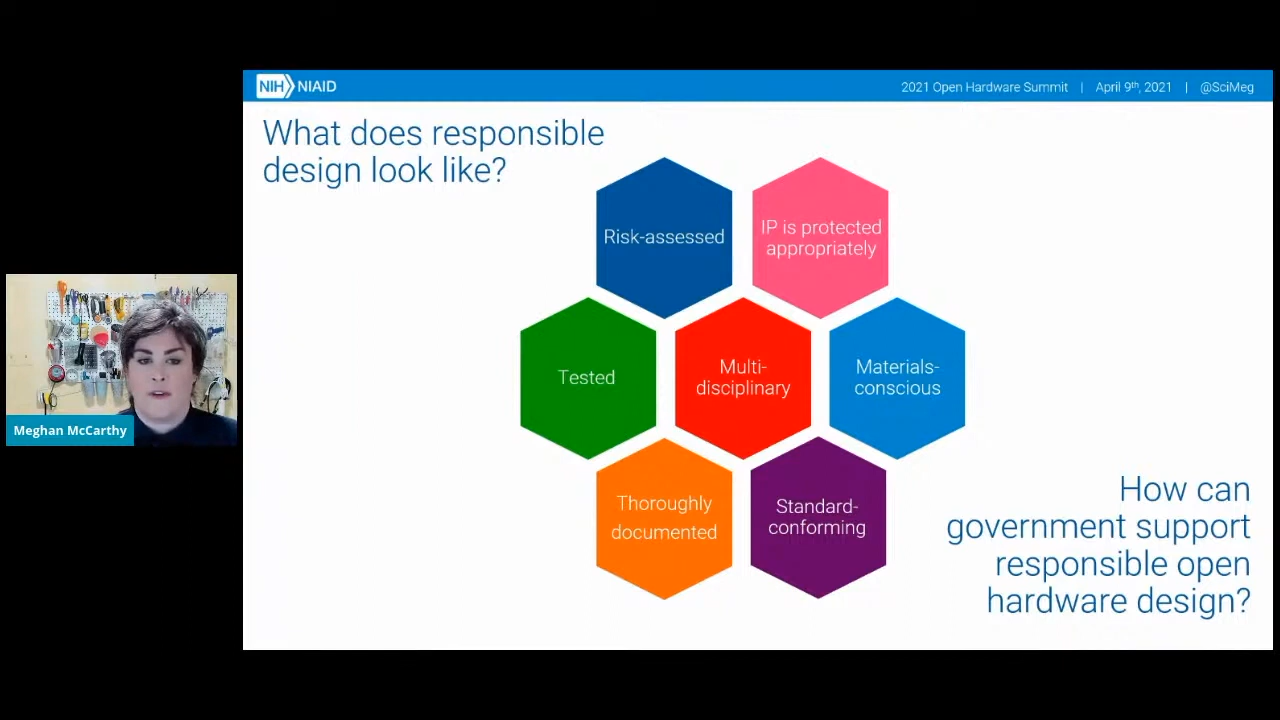 NIH NIAID
2021 Open Hardware Summit | April 9th, 2021 | @SciMeg
What does responsible
design look like?
Risk-assessed
IP is protected
appropriately
Tested
Multi-
disciplinary
Materials-
conscious
Thoroughly
documented
Standard-
conforming
How can
government support
responsible open
hardware design?
Meghan McCarthy